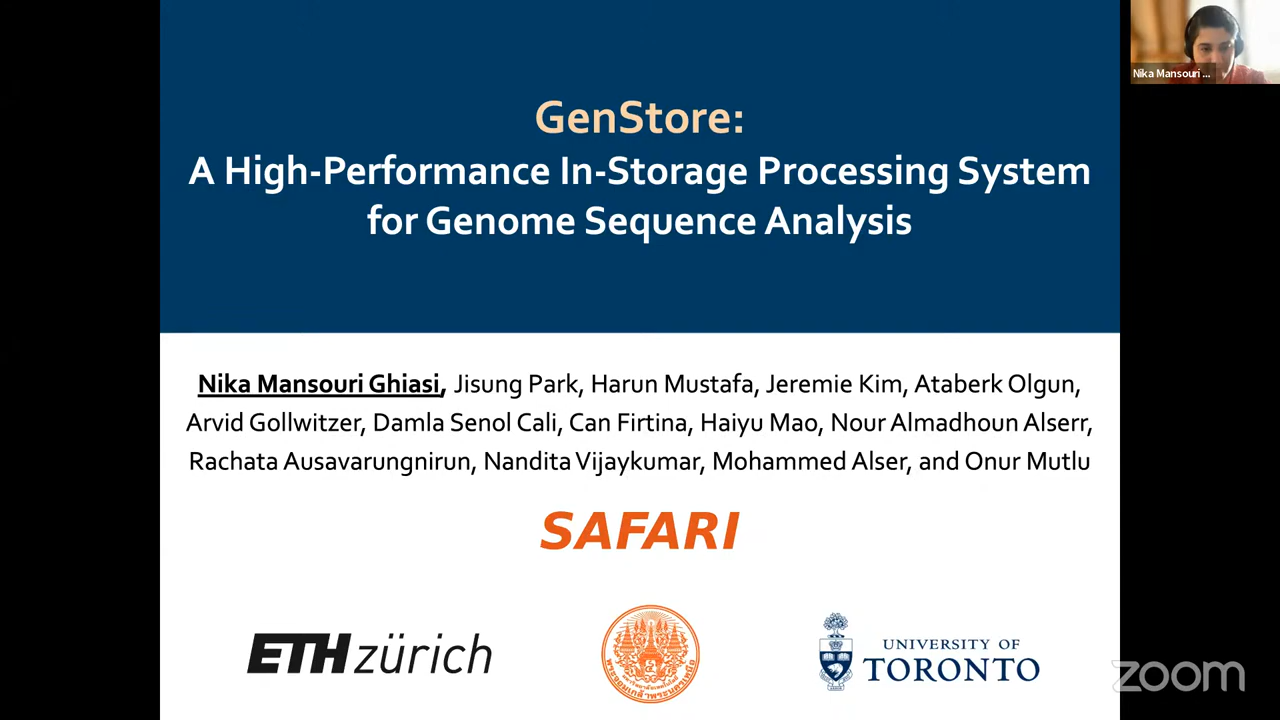 GenStore:
A High-Performance In-Storage Processing System
for Genome Sequence Analysis
Nika Mansouri ...
Nika Mansouri Ghiasi, Jisung Park, Harun Mustafa, Jeremie Kim, Ataberk Olgun,
Arvid Gollwitzer, Damla Senol Cali, Can Firtina, Haiyu Mao, Nour Almadhoun Alserr,
Rachata Ausavarungnirun, Nandita Vijaykumar, Mohammed Alser, and Onur Mutlu
SAFARI
ETH zürich
UNIVERSITY OF
TORONTO
zoom